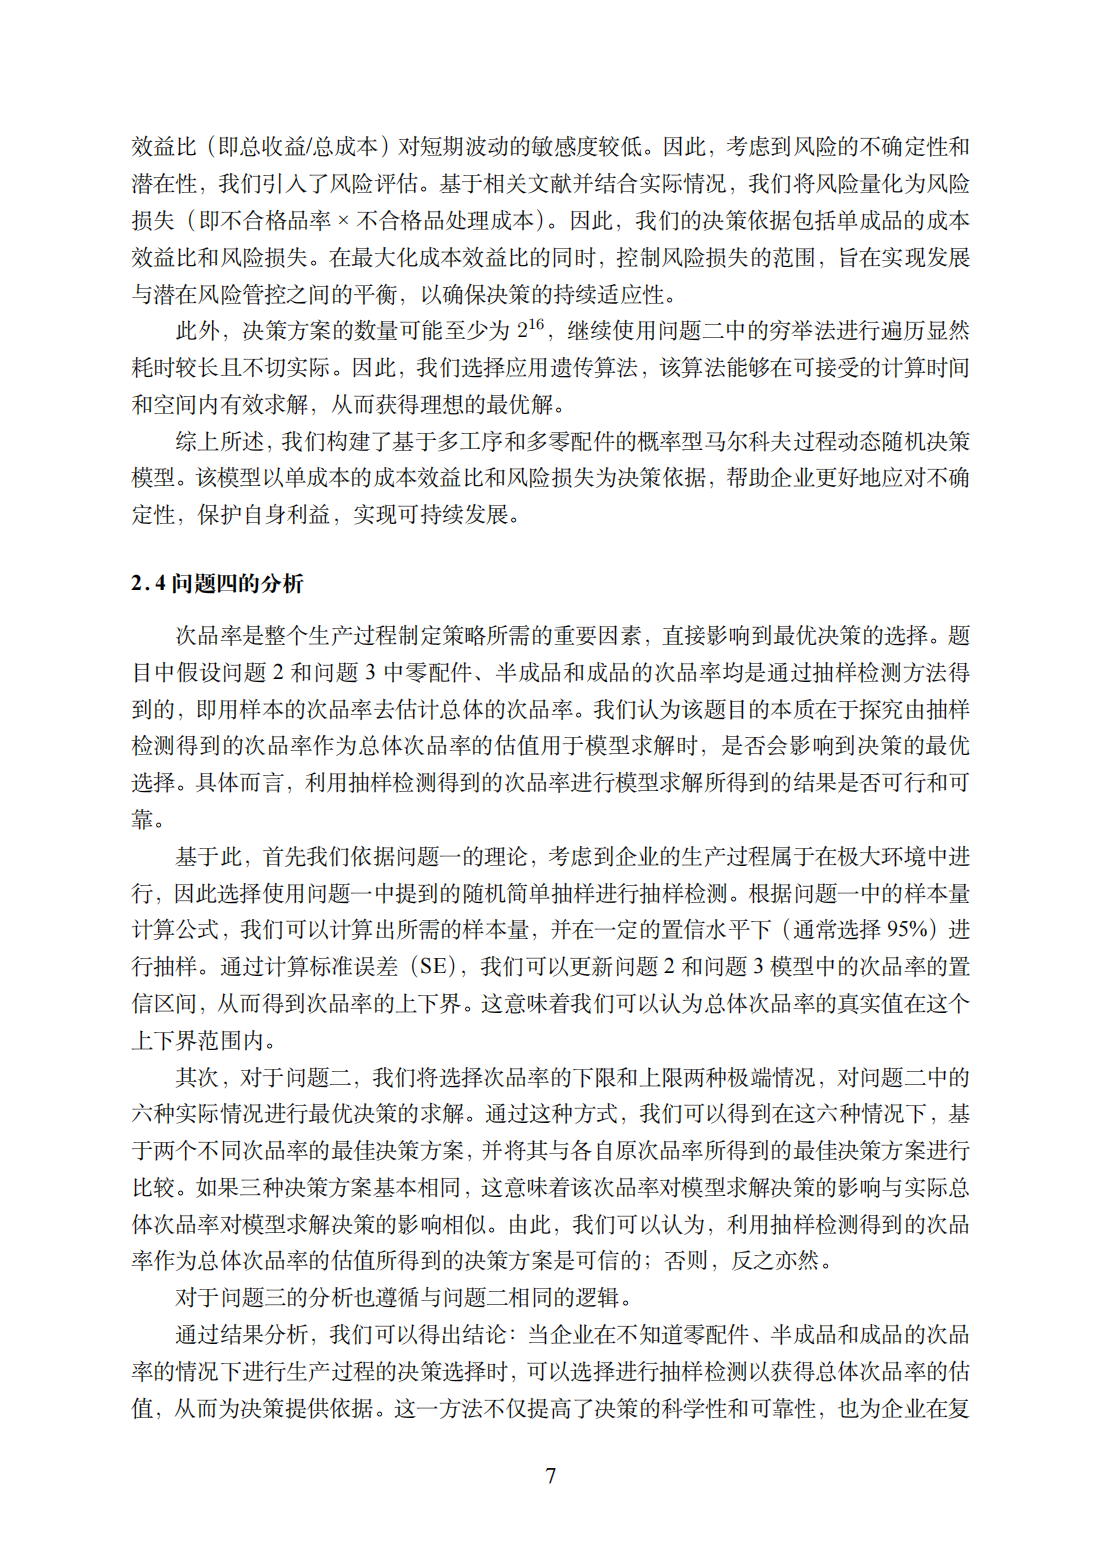 效益比（即总收益/总成本）对短期波动的敏感度较低。因此，考虑到风险的不确定性和
潜在性，我们引入了风险评估。基于相关文献并结合实际情况，我们将风险量化为风险
损失（即不合格品率 × 不合格品处理成本）。因此，我们的决策依据包括单成品的成本
效益比和风险损失。在最大化成本效益比的同时，控制风险损失的范围，旨在实现发展
与潜在风险管控之间的平衡，以确保决策的持续适应性。
此外，决策方案的数量可能至少为 2^16，继续使用问题二中的穷举法进行遍历显然
耗时较长且不切实际。因此，我们选择应用遗传算法，该算法能够在可接受的计算时间
和空间内有效求解，从而获得理想的最优解。
综上所述，我们构建了基于多工序和多零配件的概率型马尔科夫过程动态随机决策
模型。该模型以单成本的成本效益比和风险损失为决策依据，帮助企业更好地应对不确
定性，保护自身利益，实现可持续发展。
2.4 问题四的分析
次品率是整个生产过程制定策略所需的重要因素，直接影响到最优决策的选择。题
目中假设问题 2 和问题 3 中零配件、半成品和成品的次品率均是通过抽样检测方法得
到的，即用样本的次品率去估计总体的次品率。我们认为该题目的本质在于探究由抽样
检测得到的次品率作为总体次品率的估值用于模型求解时，是否会影响到决策的最优
选择。具体而言，利用抽样检测得到的次品率进行模型求解所得到的结果是否可行和可
靠。
基于此，首先我们依据问题一的理论，考虑到企业的生产过程属于在极大环境中进
行，因此选择使用问题一中提到的随机简单抽样进行抽样检测。根据问题一中的样本量
计算公式，我们可以计算出所需的样本量，并在一定的置信水平下（通常选择 95%）进
行抽样。通过计算标准误差（SE），我们可以更新问题 2 和问题 3 模型中的次品率的置
信区间，从而得到次品率的上下界。这意味着我们可以认为总体次品率的真实值在这个
上下界范围内。
其次，对于问题二，我们将选择次品率的下限和上限两种极端情况，对问题二中的
六种实际情况进行最优决策的求解。通过这种方式，我们可以得到在这六种情况下，基
于两个不同次品率的最佳决策方案，并将其与各自原次品率所得到的最佳决策方案进行
比较。如果三种决策方案基本相同，这意味着该次品率对模型求解决策的影响与实际总
体次品率对模型求解决策的影响相似。由此，我们可以认为，利用抽样检测得到的次品
率作为总体次品率的估值所得到的决策方案是可信的；否则，反之亦然。
对于问题三的分析也遵循与问题二相同的逻辑。
通过结果分析，我们可以得出结论：当企业在不知道零配件、半成品和成品的次品
率的情况下进行生产过程的决策选择时，可以选择进行抽样检测以获得总体次品率的估
值，从而为决策提供依据。这一方法不仅提高了决策的科学性和可靠性，也为企业在复
7